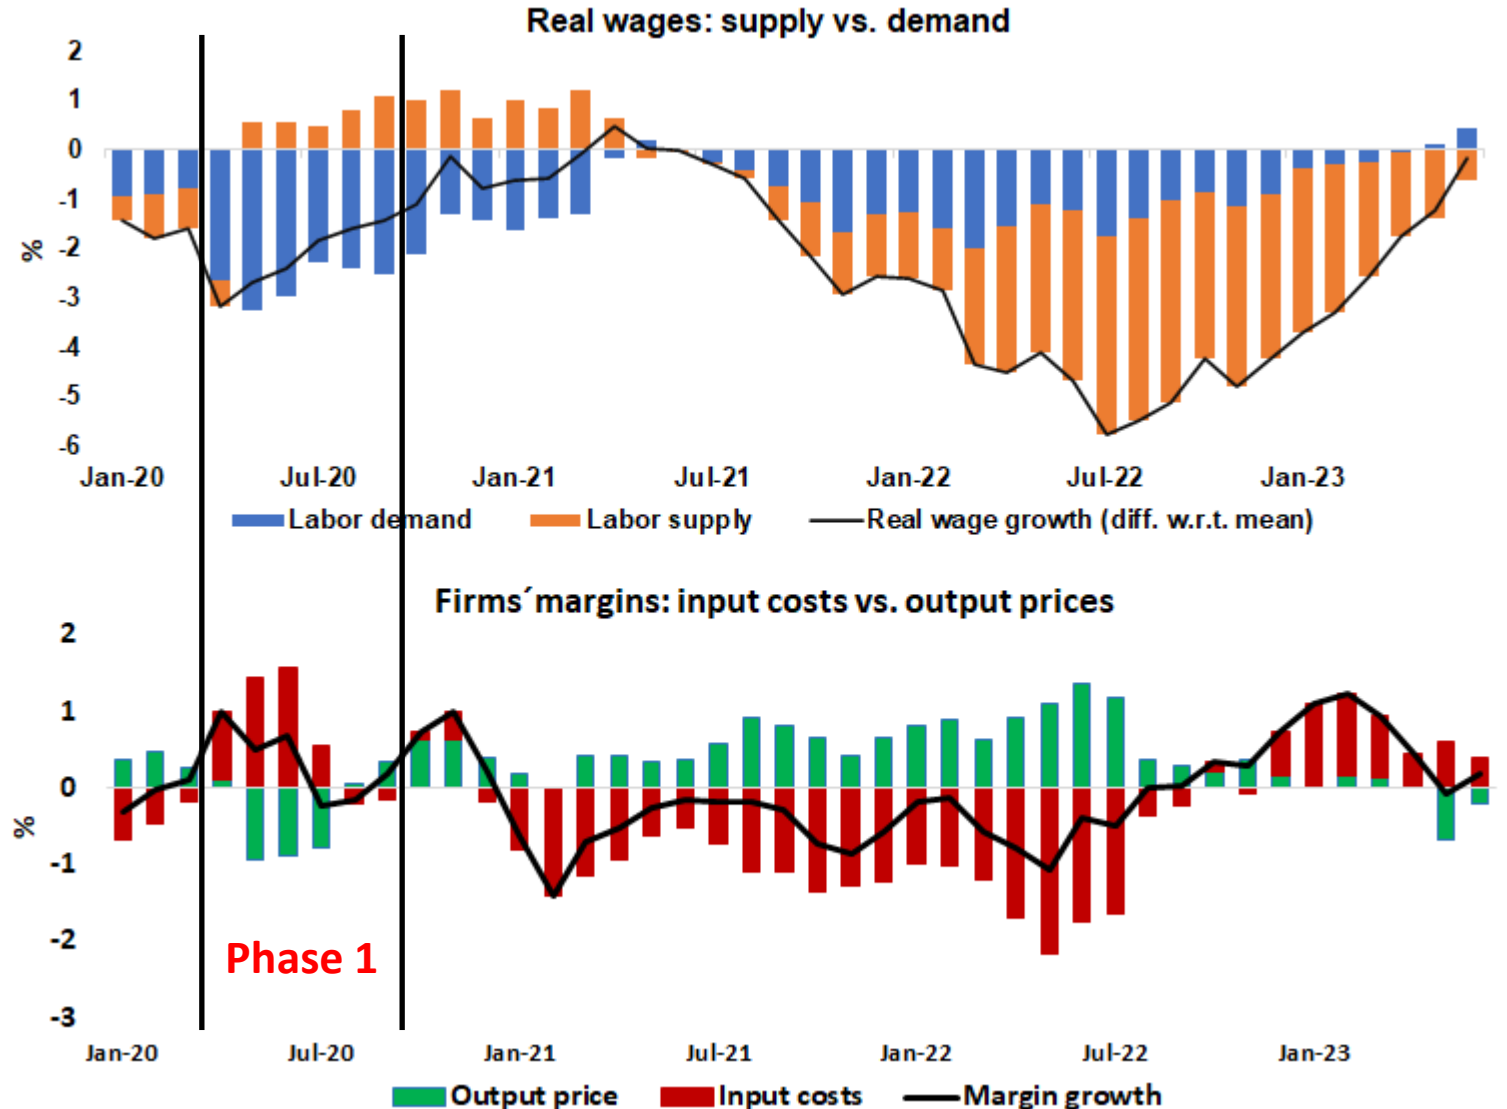 Real wages: supply vs. demand
2
1
0
-1
-2
-3
-4
-5
-6
%
Jan-20 Jul-20 Jan-21 Jul-21 Jan-22 Jul-22 Jan-23
Labor demand Labor supply Real wage growth (diff. w.r.t. mean)
Firms´margins: input costs vs. output prices
2
1
0
-1
-2
-3
%
Phase 1
Jan-20 Jul-20 Jan-21 Jul-21 Jan-22 Jul-22 Jan-23
Output price Input costs Margin growth